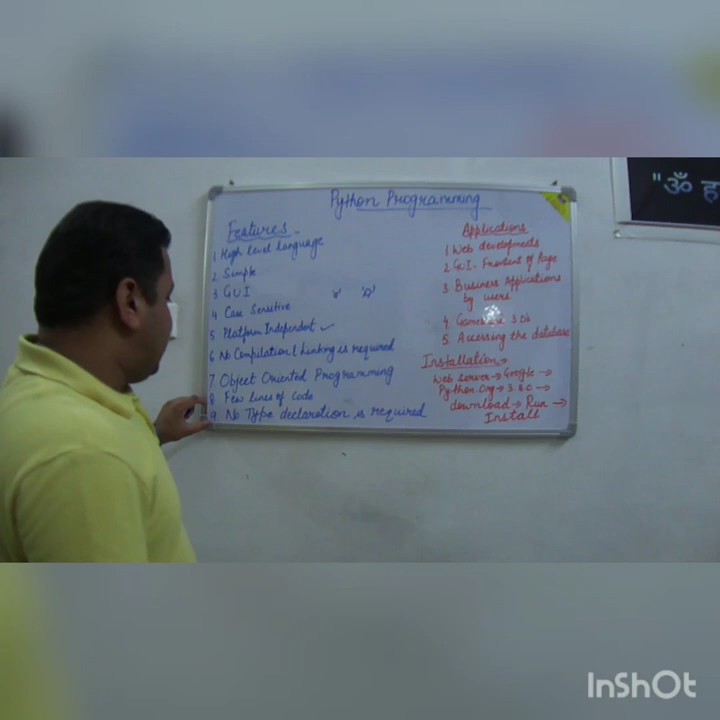 Python Programming
Features -
1 High level language
2. Simple
3 GUI 'a' 'A'
4 Case Sensitive
5 Platform Independent ✓
6 No Compilation & Linking is required
7 Object Oriented Programming
8 Few lines of Code
9 No Type declaration is required
Applications
1 Web developments
2 GUI - of Page
3 Business Applications
by users
4. Games 3D's
5. Accessing the database
Installation →
Web Server → Google →
Python Org → 3.8.0 →
download → Run →
Install
"ॐ ह
InShOt